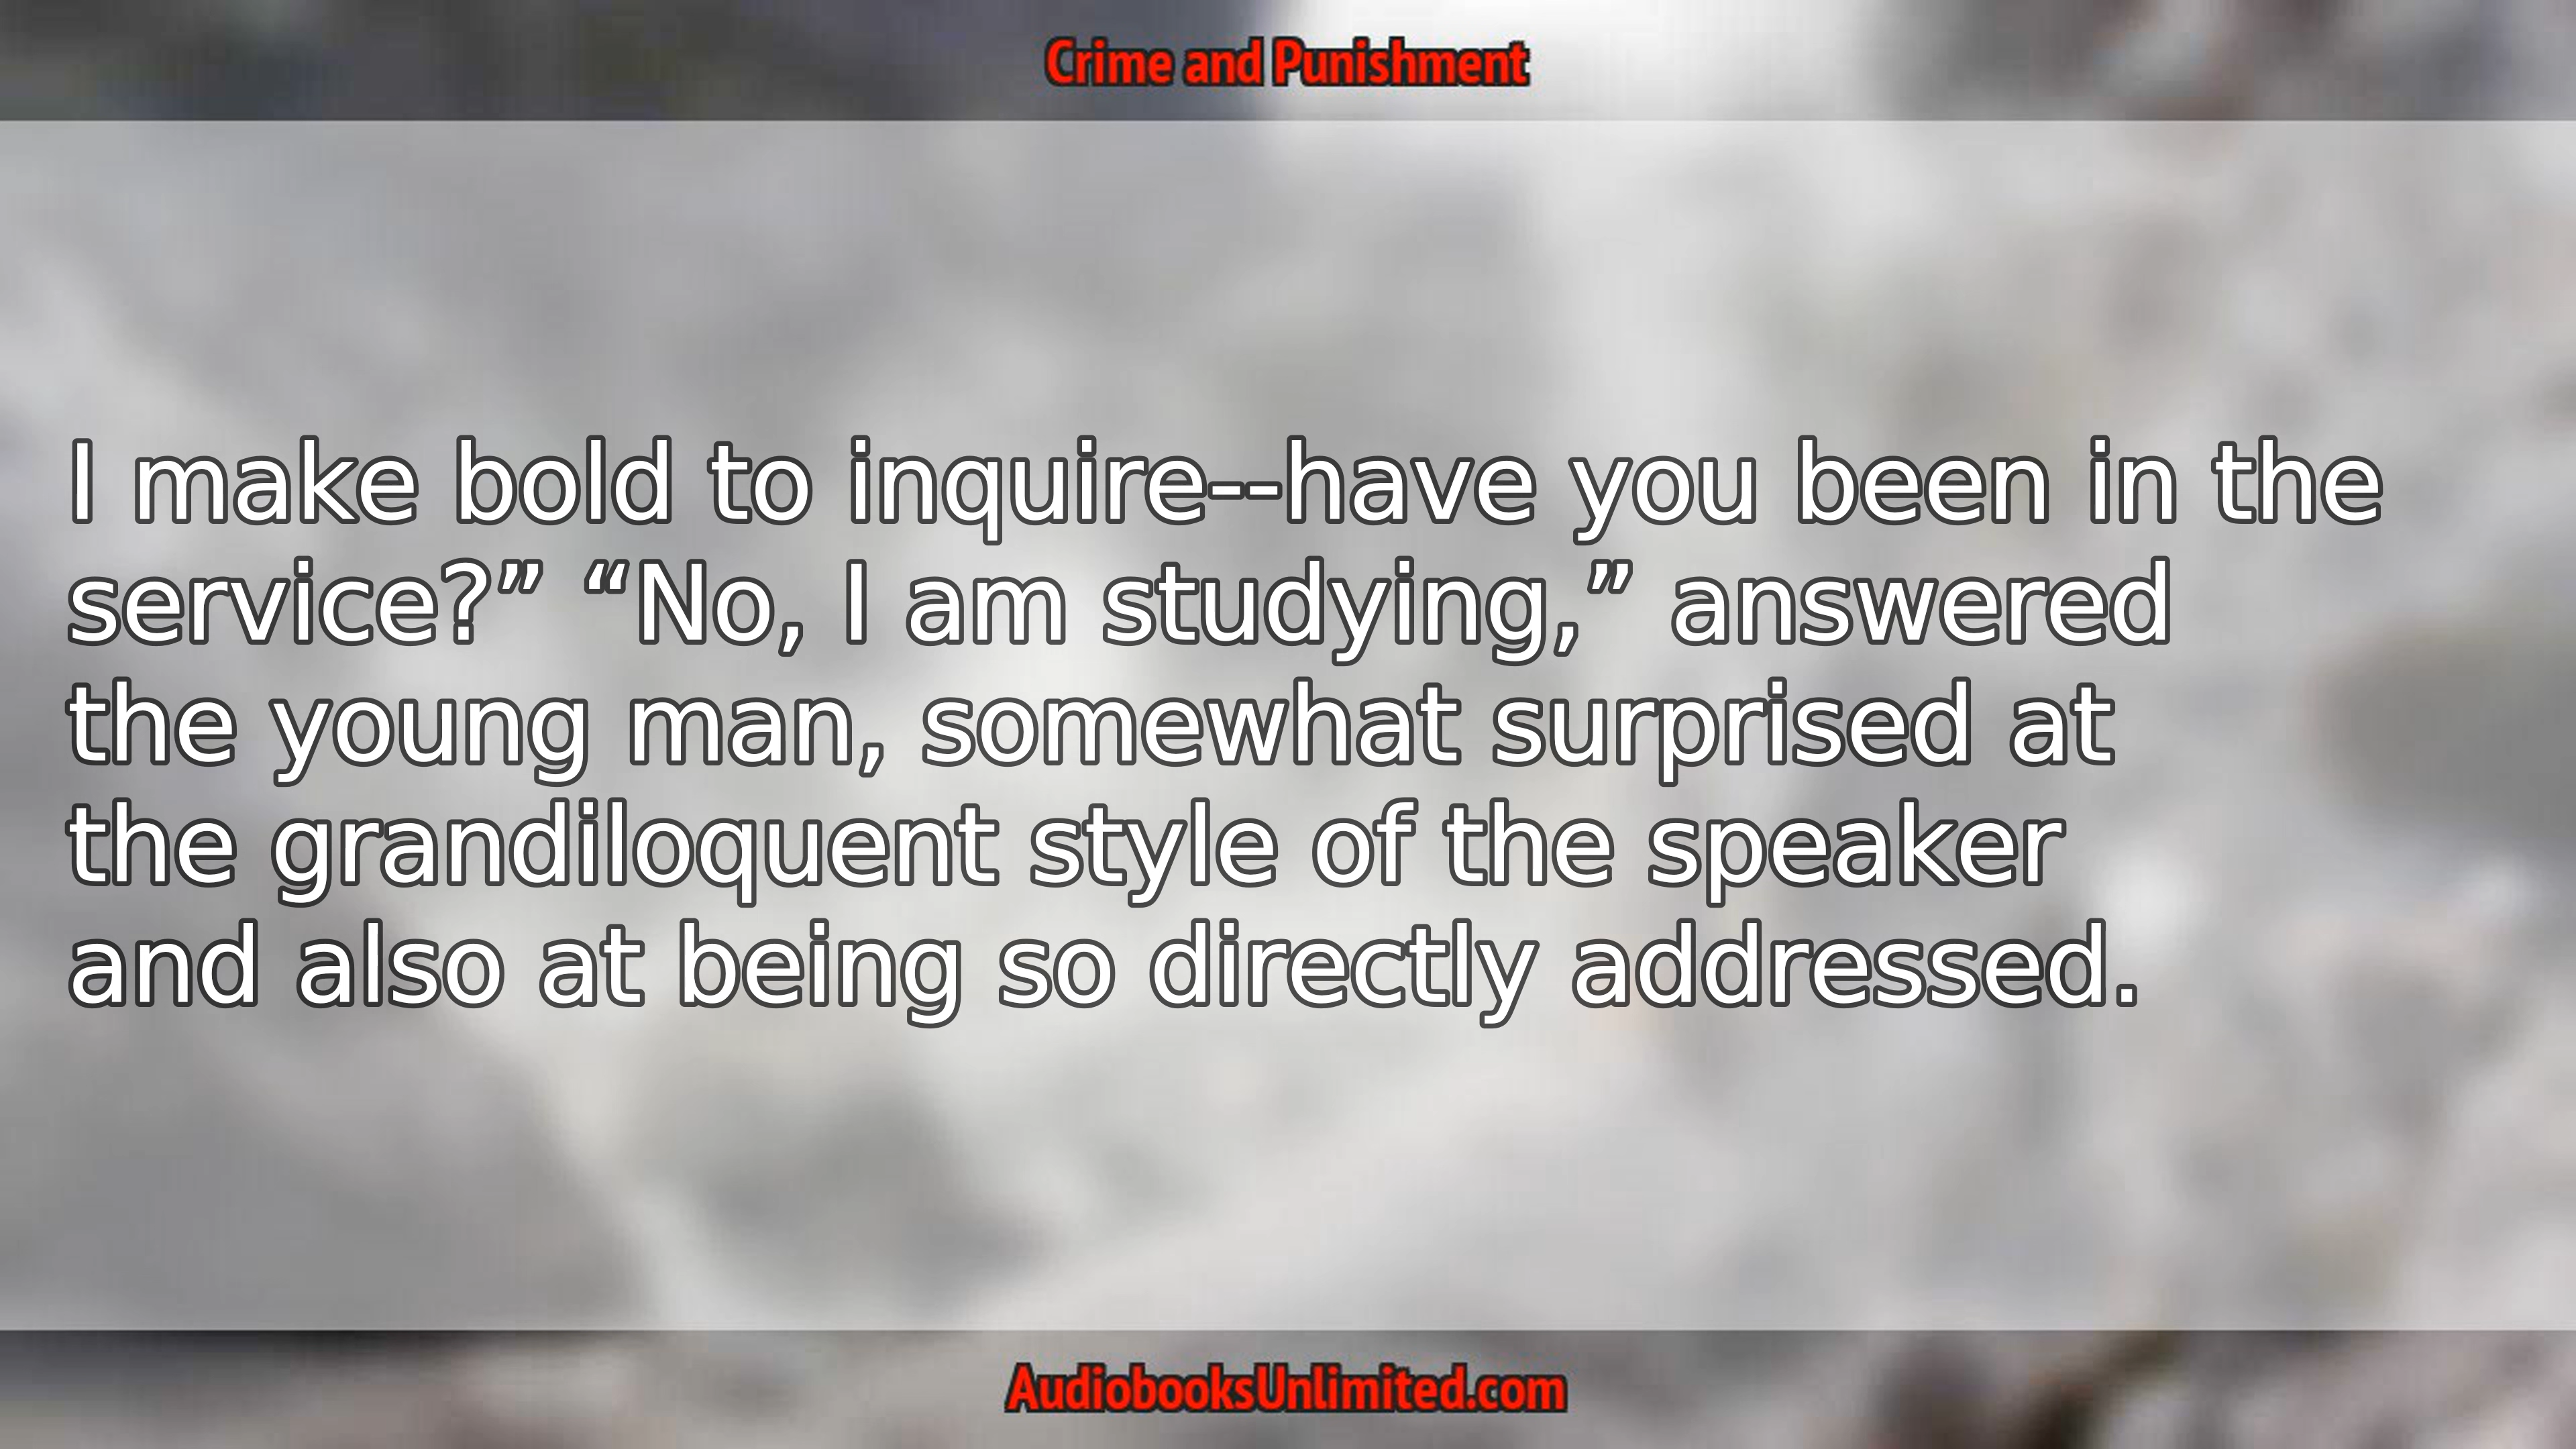 Crime and Punishment
I make bold to inquire--have you been in the
service?” “No, I am studying,” answered
the young man, somewhat surprised at
the grandiloquent style of the speaker
and also at being so directly addressed.
AudiobooksUnlimited.com